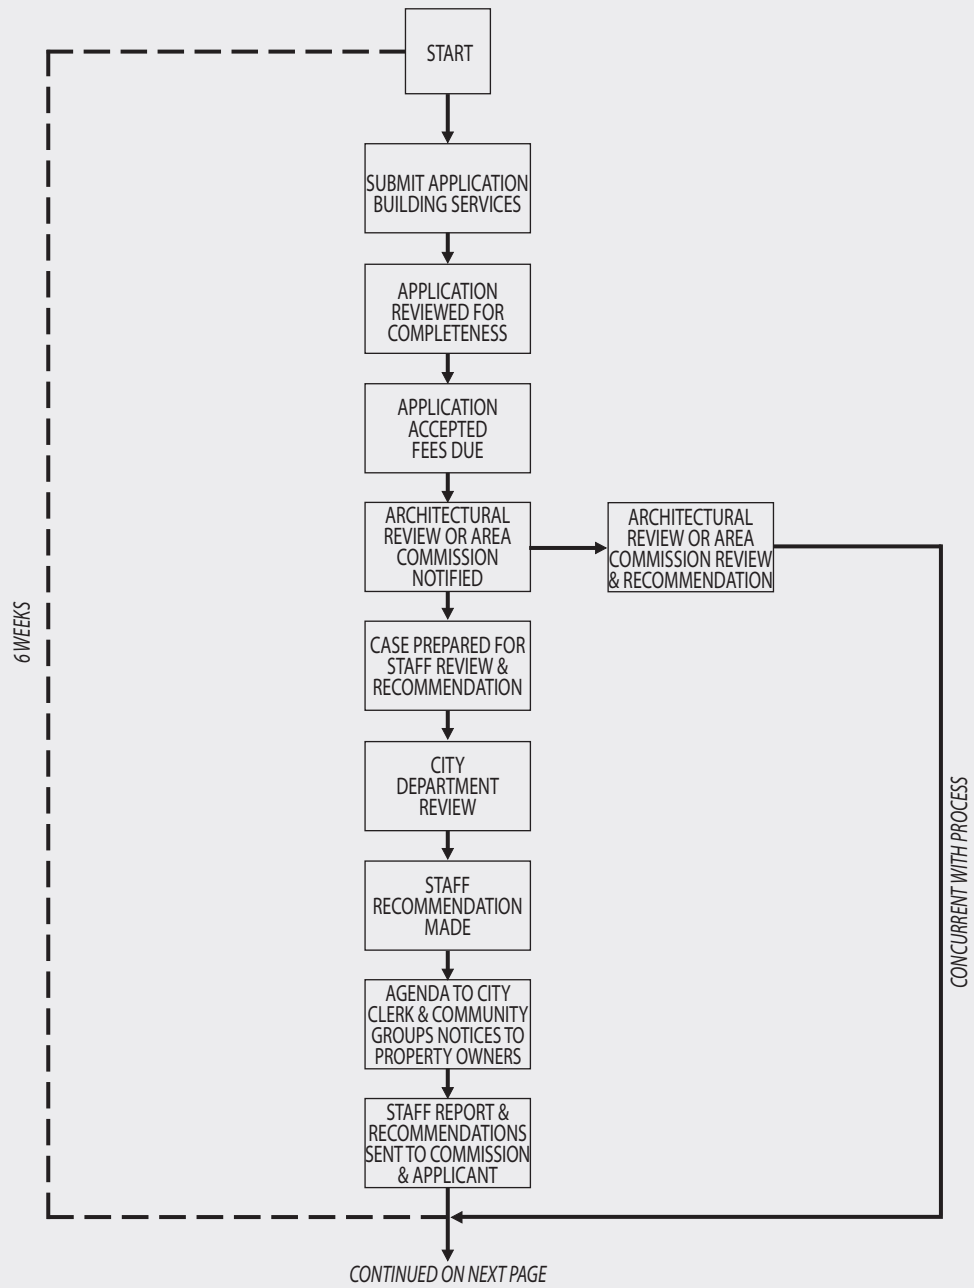 START
SUBMIT APPLICATION
BUILDING SERVICES
APPLICATION
REVIEWED FOR
COMPLETENESS
APPLICATION
ACCEPTED
FEES DUE
ARCHITECTURAL
REVIEW OR AREA
COMMISSION
NOTIFIED
ARCHITECTURAL
REVIEW OR AREA
COMMISSION REVIEW
& RECOMMENDATION
6 WEEKS
CASE PREPARED FOR
STAFF REVIEW &
RECOMMENDATION
CITY
DEPARTMENT
REVIEW
CONCURRENT WITH PROCESS
STAFF
RECOMMENDATION
MADE
AGENDA TO CITY
CLERK & COMMUNITY
GROUPS NOTICES TO
PROPERTY OWNERS
STAFF REPORT &
RECOMMENDATIONS
SENT TO COMMISSION
& APPLICANT
CONTINUED ON NEXT PAGE